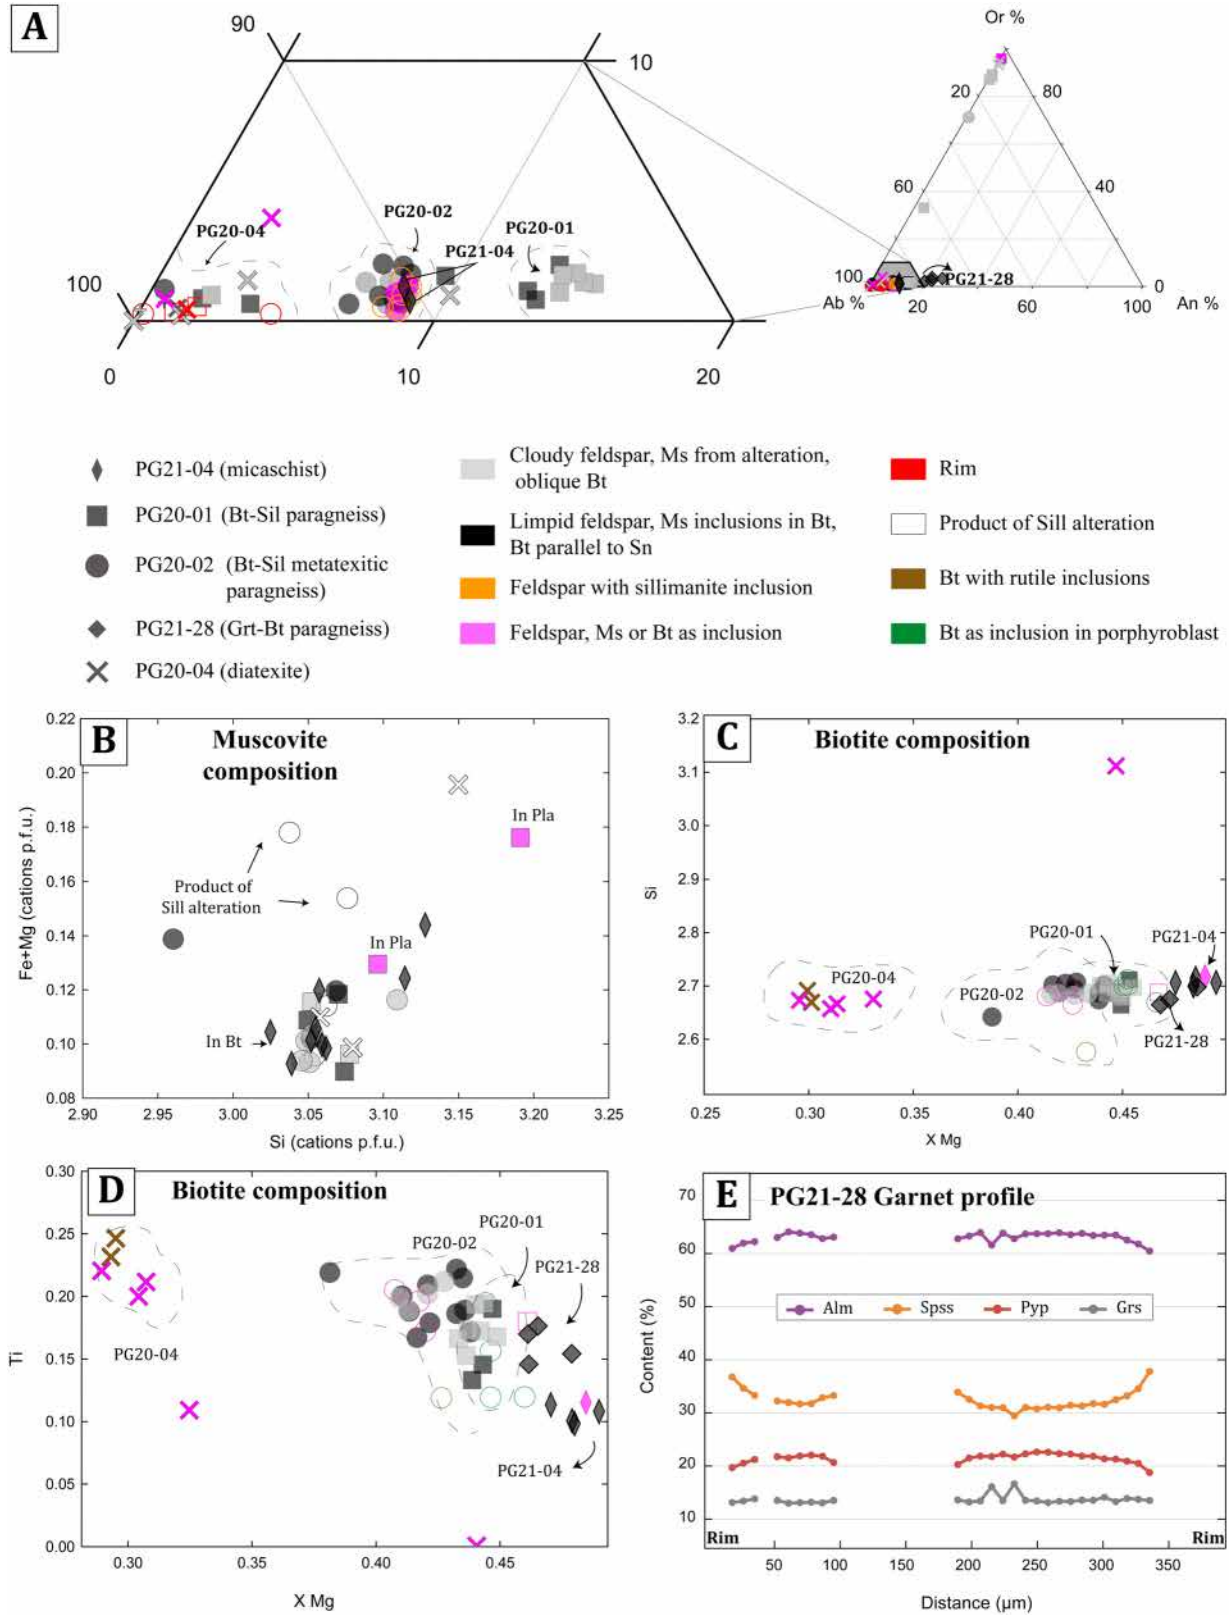 A
90
10
100
0
10
20
PG20-04
PG20-02
PG21-04
PG20-01
Or %
20
80
60
40
100
0
Ab %
20
60
An %
PG21-28
PG21-04 (micaschist)
PG20-01 (Bt-Sil paragneiss)
PG20-02 (Bt-Sil metatexitic
paragneiss)
PG21-28 (Grt-Bt paragneiss)
PG20-04 (diatexite)
Cloudy feldspar, Ms from alteration,
oblique Bt
Limpid feldspar, Ms inclusions in Bt,
Bt parallel to Sn
Feldspar with sillimanite inclusion
Feldspar, Ms or Bt as inclusion
Rim
Product of Sill alteration
Bt with rutile inclusions
Bt as inclusion in porphyroblast
B
Muscovite
composition
0.22
0.20
0.18
0.16
0.14
0.12
0.10
0.08
Fe+Mg (cations p.f.u.)
In Pla
Product of
Sill alteration
In Pla
In Bt
2.90
2.95
3.00
3.05
3.10
3.15
3.20
3.25
Si (cations p.f.u.)
C
Biotite composition
3.2
3.1
3.0
2.9
2.8
2.7
2.6
Si
PG20-01
PG21-04
PG20-04
PG20-02
PG21-28
0.25
0.30
0.35
0.40
0.45
X Mg
D
Biotite composition
0.30
0.25
0.20
0.15
0.10
0.05
0.00
Ti
PG20-01
PG20-02
PG21-28
PG20-04
PG21-04
0.30
0.35
0.40
0.45
X Mg
E
PG21-28 Garnet profile
70
60
50
40
30
20
10
Content (%)
Alm
Spss
Pyp
Grs
Rim
Rim
50
100
150
200
250
300
350
Distance (µm)